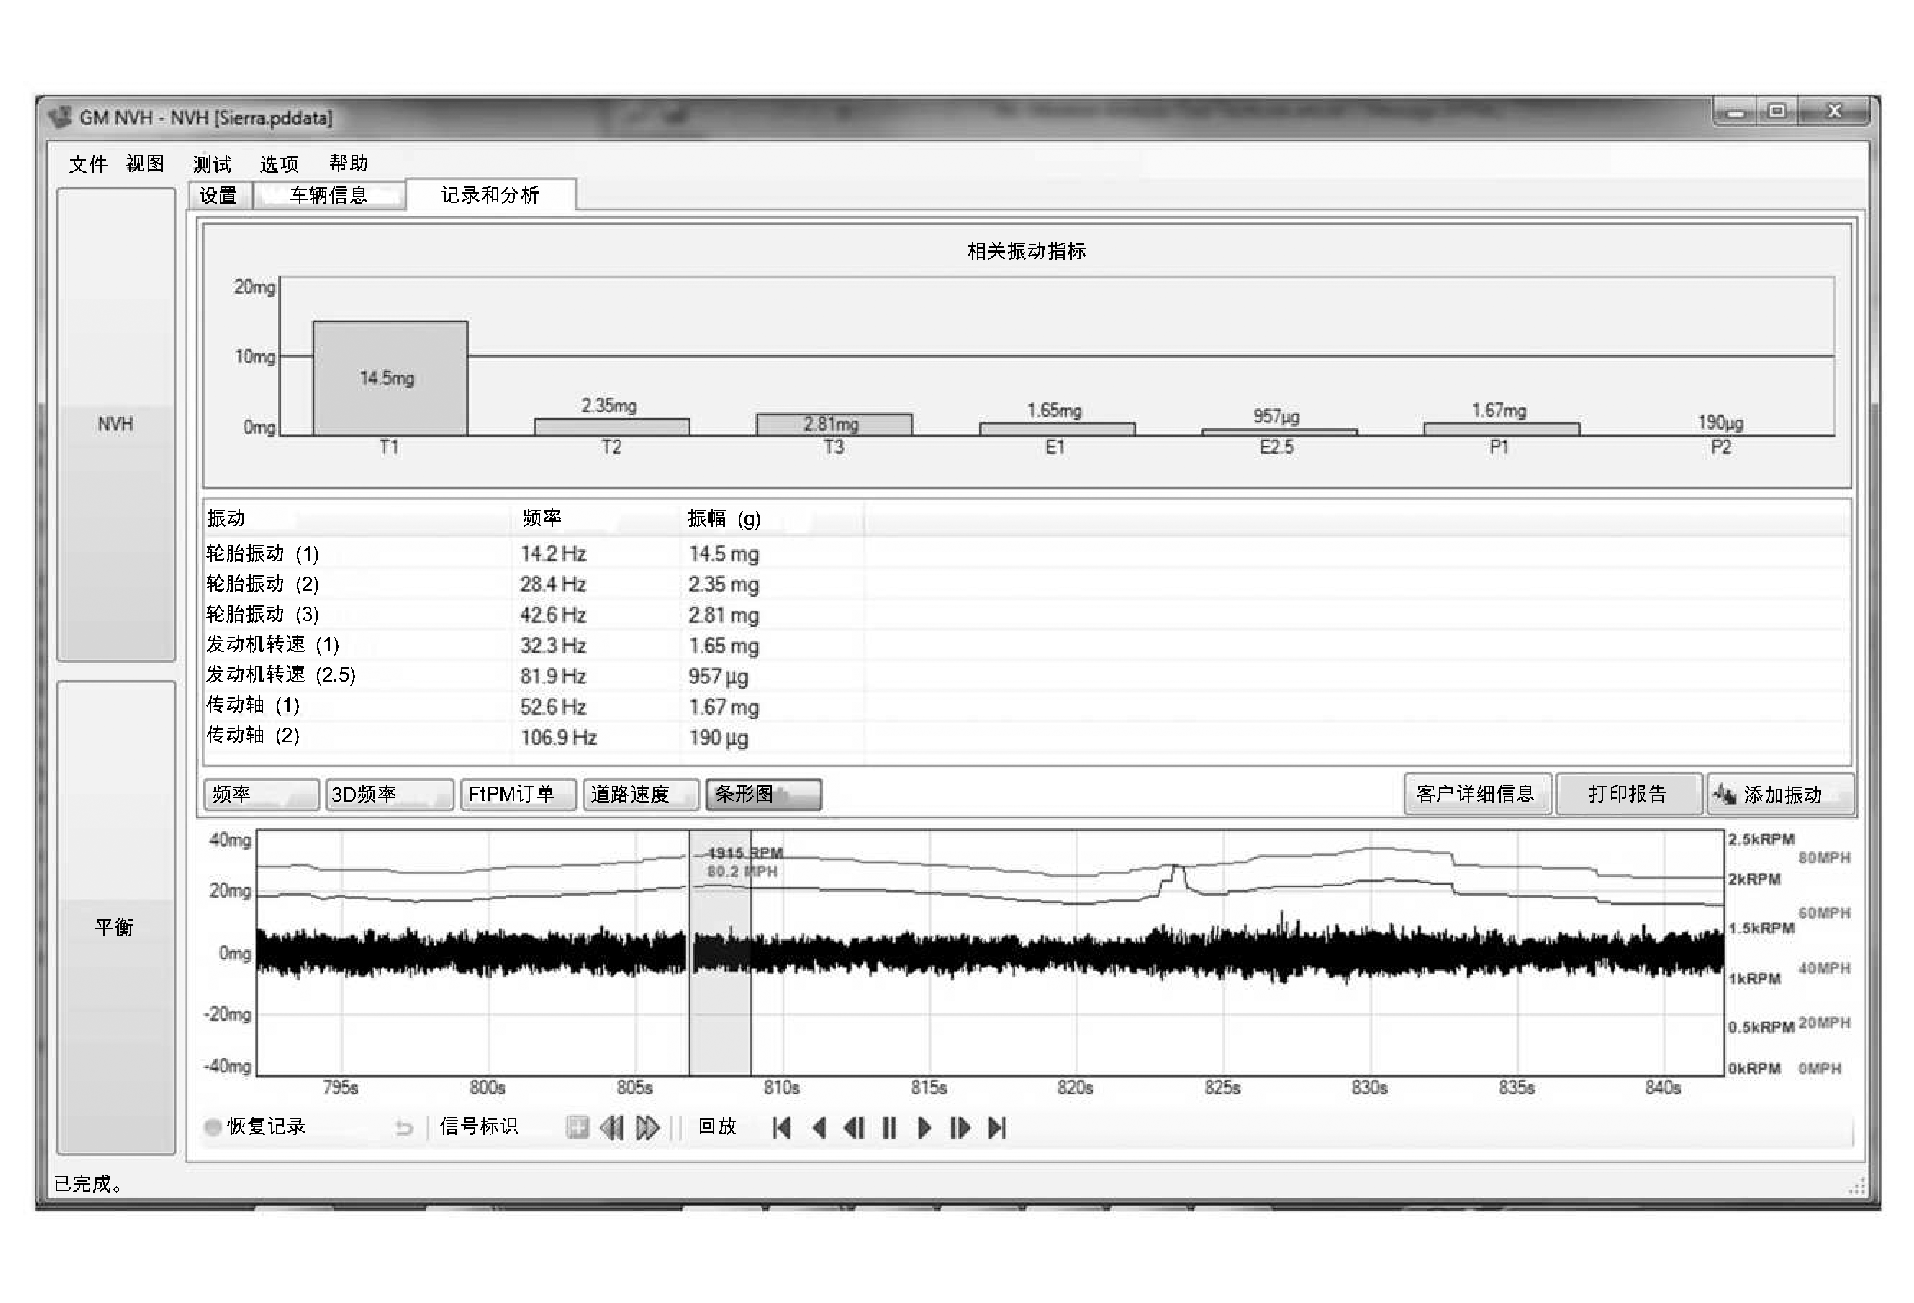 GM NVH - NVH [Sierra.pddata]
文件 视图 测试 选项 帮助
设置 车辆信息 记录和分析
NVH
平衡
相关振动指标
20mg
10mg
0mg
14.5mg 2.35mg 2.81mg 1.65mg 957µg 1.67mg 190µg
T1 T2 T3 E1 E2.5 P1 P2
振动 频率 振幅 (g)
轮胎振动 (1) 14.2 Hz 14.5 mg
轮胎振动 (2) 28.4 Hz 2.35 mg
轮胎振动 (3) 42.6 Hz 2.81 mg
发动机转速 (1) 32.3 Hz 1.65 mg
发动机转速 (2.5) 81.9 Hz 957 µg
传动轴 (1) 52.6 Hz 1.67 mg
传动轴 (2) 106.9 Hz 190 µg
频率 3D频率 FtPM订单 道路速度 条形图 客户详细信息 打印报告 添加振动
40mg
20mg
0mg
-20mg
-40mg
1915 RPM
80.2 MPH
2.5kRPM
80MPH
2kRPM
60MPH
1.5kRPM
40MPH
1kRPM
0.5kRPM 20MPH
0kRPM 0MPH
795s 800s 805s 810s 815s 820s 825s 830s 835s 840s
恢复记录 信号标识 回放
已完成。